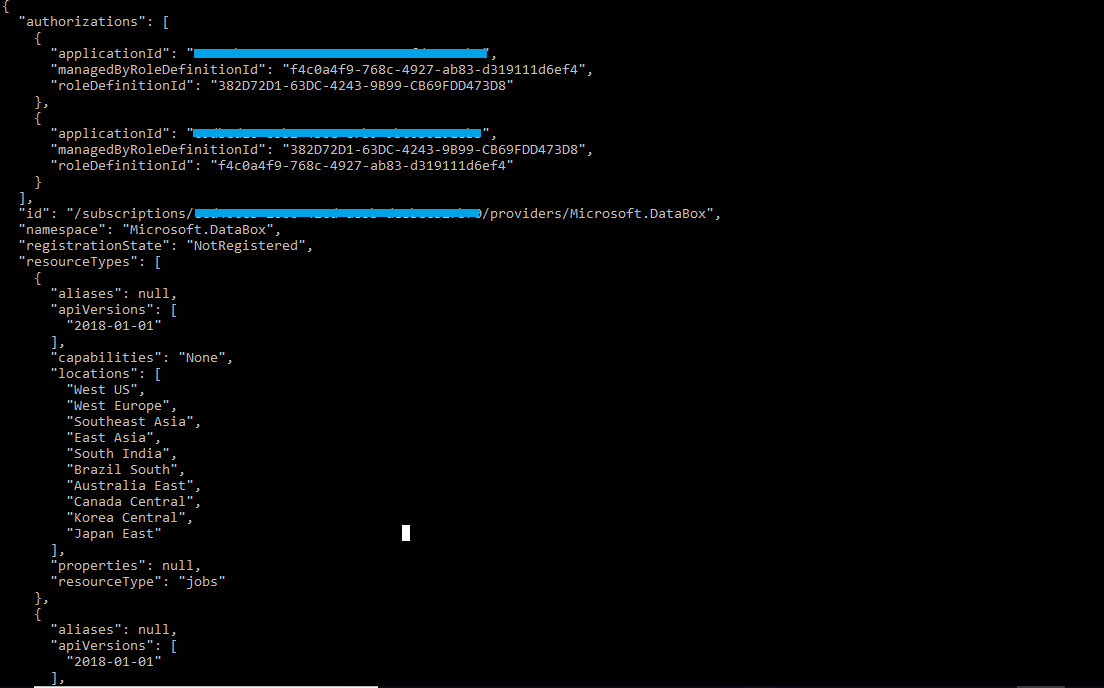 {
  "authorizations": [
    {
      "applicationId": "",
      "managedByRoleDefinitionId": "f4c0a4f9-768c-4927-ab83-d319111d6ef4",
      "roleDefinitionId": "382D72D1-63DC-4243-9B99-CB69FDD473D8"
    },
    {
      "applicationId": "",
      "managedByRoleDefinitionId": "382D72D1-63DC-4243-9B99-CB69FDD473D8",
      "roleDefinitionId": "f4c0a4f9-768c-4927-ab83-d319111d6ef4"
    }
  ],
  "id": "/subscriptions//providers/Microsoft.DataBox",
  "namespace": "Microsoft.DataBox",
  "registrationState": "NotRegistered",
  "resourceTypes": [
    {
      "aliases": null,
      "apiVersions": [
        "2018-01-01"
      ],
      "capabilities": "None",
      "locations": [
        "West US",
        "West Europe",
        "Southeast Asia",
        "East Asia",
        "South India",
        "Brazil South",
        "Australia East",
        "Canada Central",
        "Korea Central",
        "Japan East"
      ],
      "properties": null,
      "resourceType": "jobs"
    },
    {
      "aliases": null,
      "apiVersions": [
        "2018-01-01"
      ],